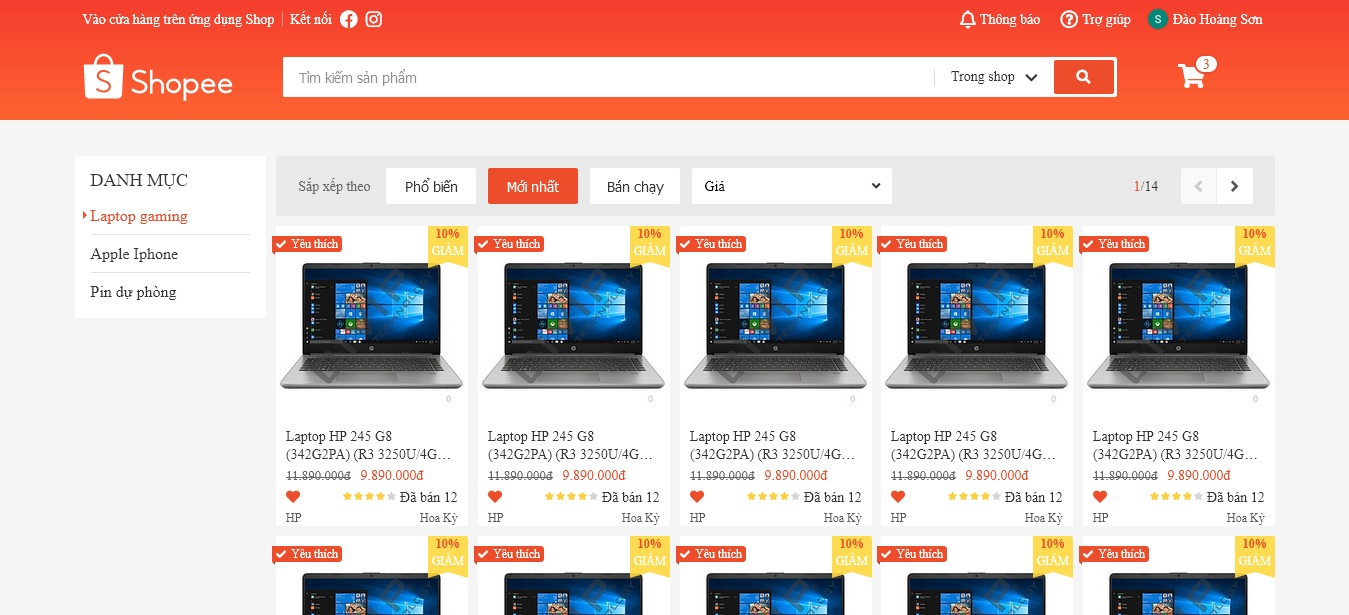 Vào cửa hàng trên ứng dụng Shop Kết nối Thông báo Trợ giúp S Đào Hoàng Sơn
S Shopee Tìm kiếm sản phẩm Trong shop 3
DANH MỤC
Laptop gaming
Apple Iphone
Pin dự phòng
Sắp xếp theo Phổ biến Mới nhất Bán chạy Giá 1/14
Yêu thích 10% GIẢM
0
Laptop HP 245 G8
(342G2PA) (R3 3250U/4G…
11.890.000đ 9.890.000đ
Đã bán 12
HP Hoa Kỳ
Yêu thích 10% GIẢM
0
Laptop HP 245 G8
(342G2PA) (R3 3250U/4G…
11.890.000đ 9.890.000đ
Đã bán 12
HP Hoa Kỳ
Yêu thích 10% GIẢM
0
Laptop HP 245 G8
(342G2PA) (R3 3250U/4G…
11.890.000đ 9.890.000đ
Đã bán 12
HP Hoa Kỳ
Yêu thích 10% GIẢM
0
Laptop HP 245 G8
(342G2PA) (R3 3250U/4G…
11.890.000đ 9.890.000đ
Đã bán 12
HP Hoa Kỳ
Yêu thích 10% GIẢM
0
Laptop HP 245 G8
(342G2PA) (R3 3250U/4G…
11.890.000đ 9.890.000đ
Đã bán 12
HP Hoa Kỳ
Yêu thích 10% GIẢM
Yêu thích 10% GIẢM
Yêu thích 10% GIẢM
Yêu thích 10% GIẢM
Yêu thích 10% GIẢM